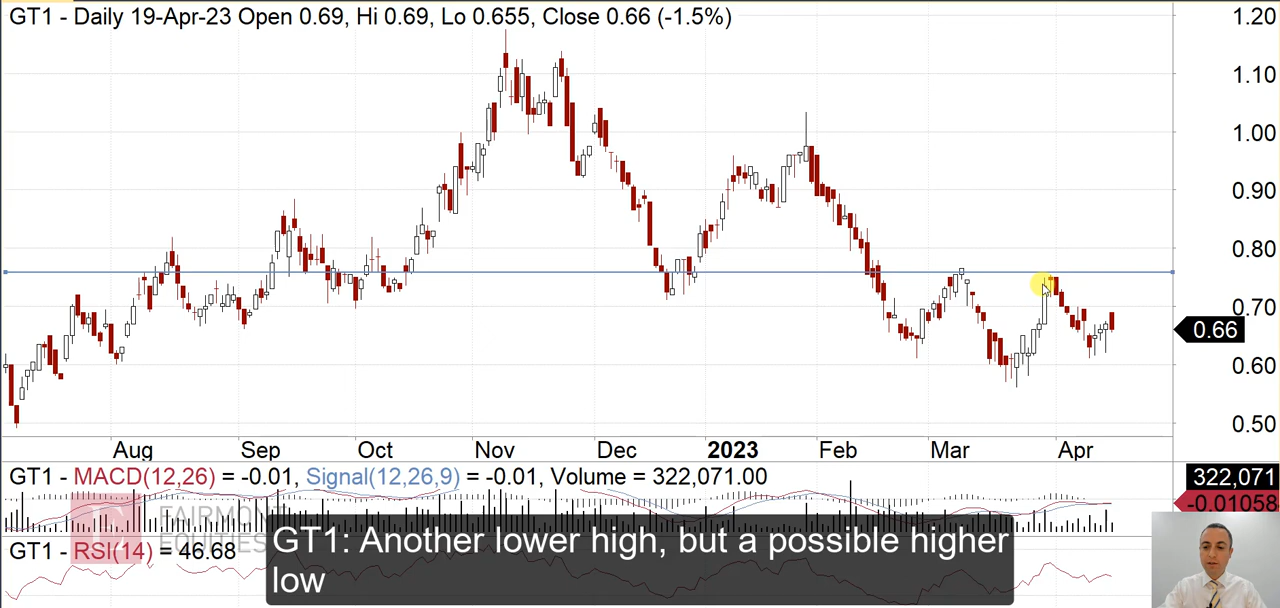 GT1 - Daily 19-Apr-23 Open 0.69, Hi 0.69, Lo 0.655, Close 0.66 (-1.5%)
1.20
1.10
1.00
0.90
0.80
0.70
0.66
0.60
0.50
Aug Sep Oct Nov Dec 2023 Feb Mar Apr
GT1 - MACD(12,26) = -0.01, Signal(12,26,9) = -0.01, Volume = 322,071.00
322,071
-0.01058
FAIRMONT
EQUITIES
GT1 - RSI(14) = 46.68
GT1: Another lower high, but a possible higher
low